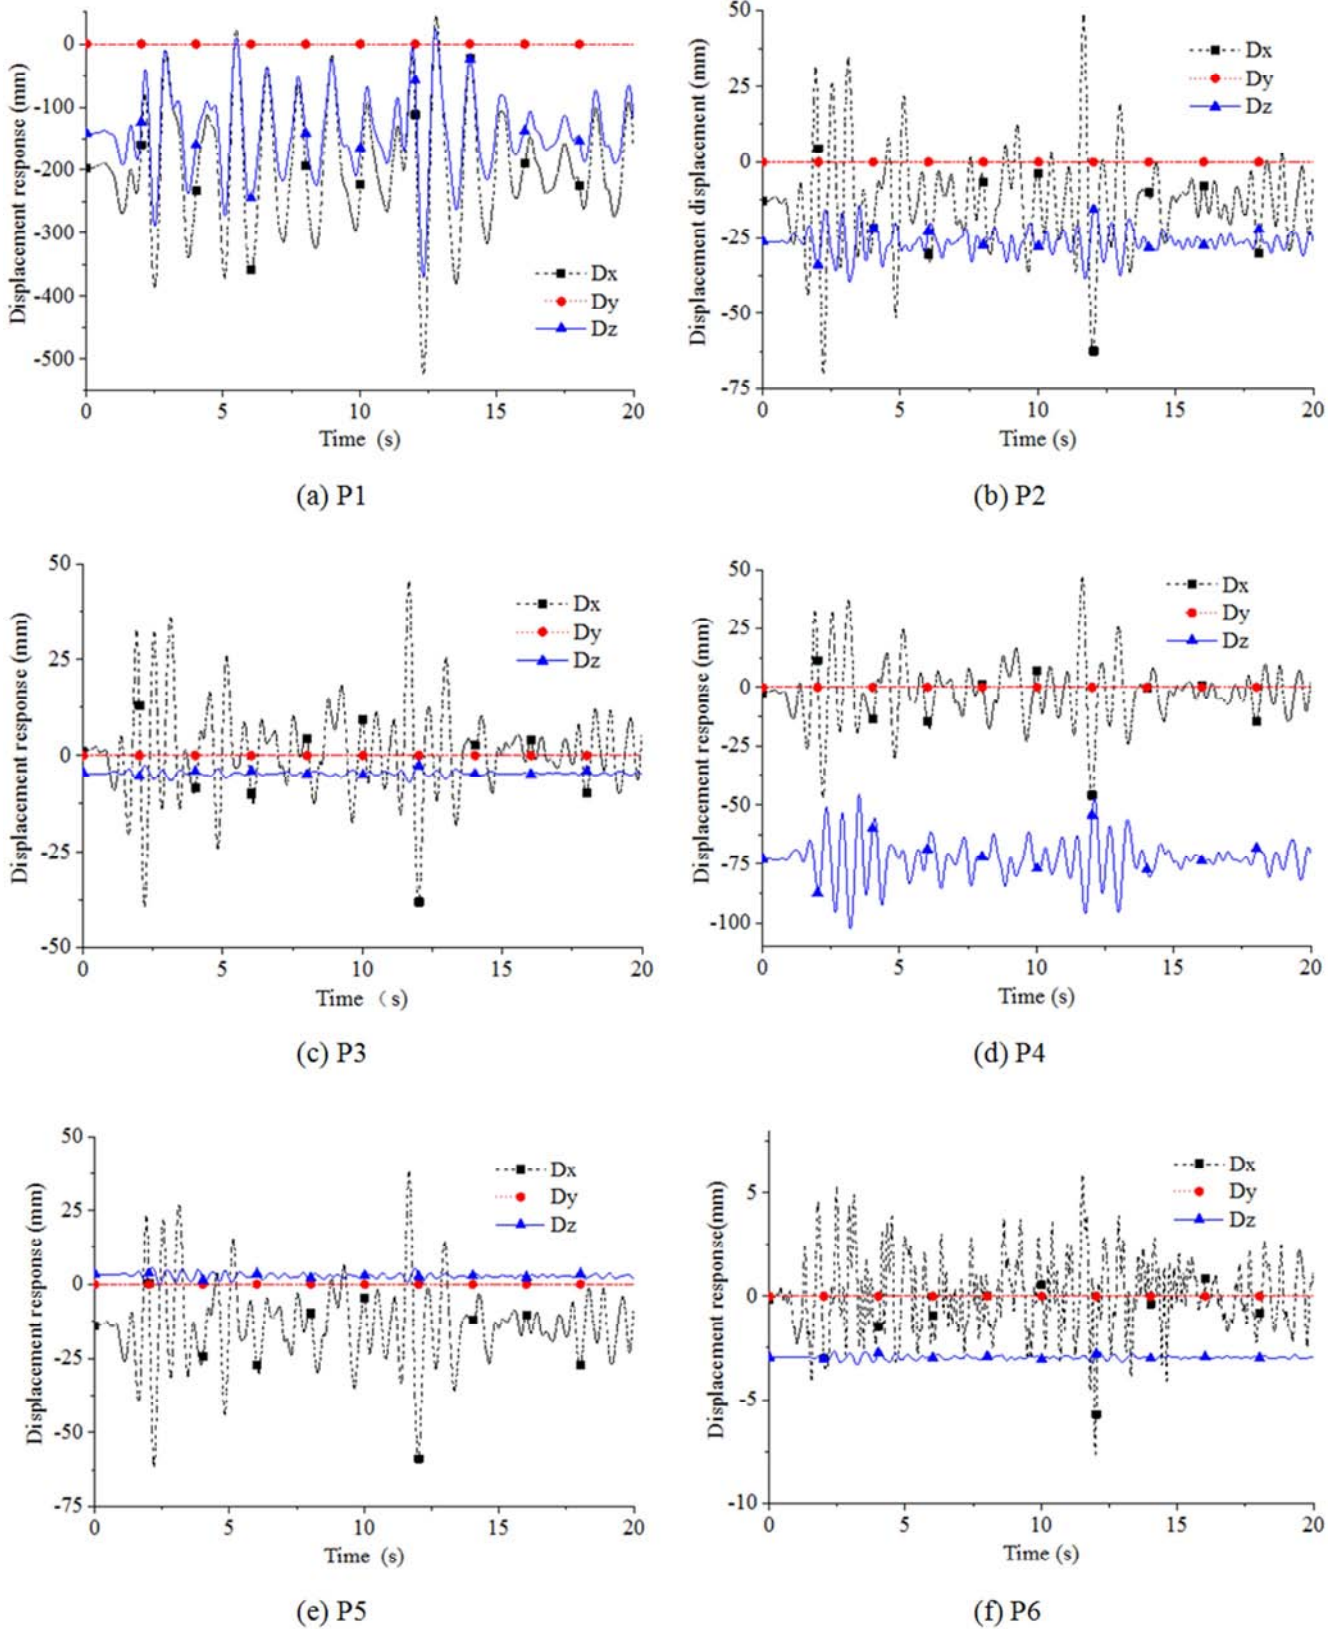 Displacement response (mm)
0
-100
-200
-300
-400
-500
Dx
Dy
Dz
0
5
10
15
20
Time (s)
(a) P1
Displacement displacement (mm)
50
25
0
-25
-50
-75
Dx
Dy
Dz
0
5
10
15
20
Time (s)
(b) P2
Displacement response (mm)
50
25
0
-25
-50
Dx
Dy
Dz
0
5
10
15
20
Time（s)
(c) P3
Displacement response (mm)
50
25
0
-25
-50
-75
-100
Dx
Dy
Dz
0
5
10
15
20
Time (s)
(d) P4
Displacement response (mm)
50
25
0
-25
-50
-75
Dx
Dy
Dz
0
5
10
15
20
Time (s)
(e) P5
Displacement response(mm)
5
0
-5
-10
Dx
Dy
Dz
0
5
10
15
20
Time (s)
(f) P6